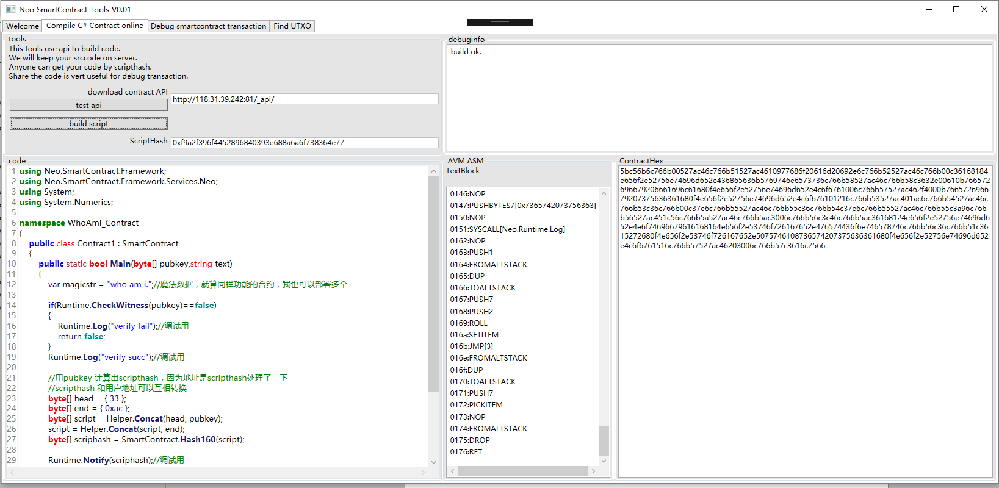 Neo SmartContract Tools V0.01
Welcome
Compile C# Contract online
Debug smartcontract transaction
Find UTXO
tools
This tools use api to build code.
We will keep your srccode on server.
Anyone can get your code by scripthash.
Share the code is vert useful for debug transaction.
download contract API
http://118.31.39.242:81/_api/
test api
build script
ScriptHash
0xf9a2f396f4452896840393e688a6a6f738364e77
debuginfo
build ok.
code
1 using Neo.SmartContract.Framework;
2 using Neo.SmartContract.Framework.Services.Neo;
3 using System;
4 using System.Numerics;
5
6 namespace WhoAmI_Contract
7 {
8 public class Contract1 : SmartContract
9 {
10 public static bool Main(byte[] pubkey,string text)
11 {
12 var magicstr = "who am i.";//魔法数据，就算同样功能的合约，我也可以部署多个
13
14 if(Runtime.CheckWitness(pubkey)==false)
15 {
16 Runtime.Log("verify fail");//调试用
17 return false;
18 }
19 Runtime.Log("verify succ");//调试用
20
21 //用pubkey 计算出scripthash，因为地址是scripthash处理了一下
22 //scripthash 和用户地址可以互相转换
23 byte[] head = { 33 };
24 byte[] end = { 0xac };
25 byte[] script = Helper.Concat(head, pubkey);
26 script = Helper.Concat(script, end);
27 byte[] scriphash = SmartContract.Hash160(script);
28
29 Runtime.Notify(scriphash);//调试用
AVM ASM
TextBlock
0146:NOP
0147:PUSHBYTES7[0x7365742073756363]
0150:NOP
0151:SYSCALL[Neo.Runtime.Log]
0162:NOP
0163:PUSH1
0164:FROMALTSTACK
0165:DUP
0166:TOALTSTACK
0167:PUSH7
0168:PUSH2
0169:ROLL
016a:SETITEM
016b:JMP[3]
016e:FROMALTSTACK
016f:DUP
0170:TOALTSTACK
0171:PUSH7
0172:PICKITEM
0173:NOP
0174:FROMALTSTACK
0175:DROP
0176:RET
ContractHex
5bc56b6c766b00527ac46c766b51527ac4610977686f20616d20692e6c766b52527ac46c766b00c36168184
e656f2e52756e74696d652e436865636b5769746e6573736c766b58527ac46c766b58c3632e00610b766572
696679206661696c61680f4e656f2e52756e74696d652e4c6f6761006c766b57527ac462f4000b7665726966
79207375636361680f4e656f2e52756e74696d652e4c6f676101216c766b53527ac401ac6c766b54527ac46c
766b53c36c766b00c37e6c766b55527ac46c766b55c36c766b54c37e6c766b55527ac46c766b55c3a96c766
b56527ac451c56c766b5a527ac46c766b5ac3006c766b56c3c46c766b5ac36168124e656f2e52756e74696d6
52e4e6f74696679616168164e656f2e53746f726167652e476574436f6e746578746c766b56c36c766b51c36
15272680f4e656f2e53746f726167652e5075746108736574207375636361680f4e656f2e52756e74696d652
e4c6f6761516c766b57527ac46203006c766b57c3616c7566